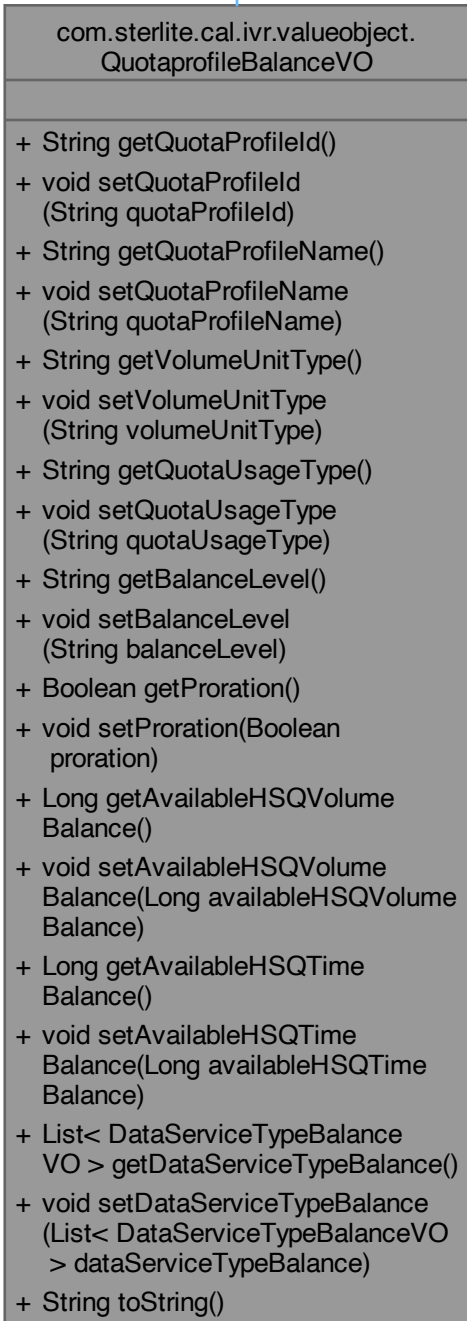 com.sterlite.cal.ivr.valueobject.
QuotaprofileBalanceVO
+ String getQuotaProfileId()
+ void setQuotaProfileId
(String quotaProfileId)
+ String getQuotaProfileName()
+ void setQuotaProfileName
(String quotaProfileName)
+ String getVolumeUnitType()
+ void setVolumeUnitType
(String volumeUnitType)
+ String getQuotaUsageType()
+ void setQuotaUsageType
(String quotaUsageType)
+ String getBalanceLevel()
+ void setBalanceLevel
(String balanceLevel)
+ Boolean getProration()
+ void setProration(Boolean
proration)
+ Long getAvailableHSQVolume
Balance()
+ void setAvailableHSQVolume
Balance(Long availableHSQVolume
Balance)
+ Long getAvailableHSQTime
Balance()
+ void setAvailableHSQTime
Balance(Long availableHSQTime
Balance)
+ List< DataServiceTypeBalance
VO > getDataServiceTypeBalance()
+ void setDataServiceTypeBalance
(List< DataServiceTypeBalanceVO
> dataServiceTypeBalance)
+ String toString()